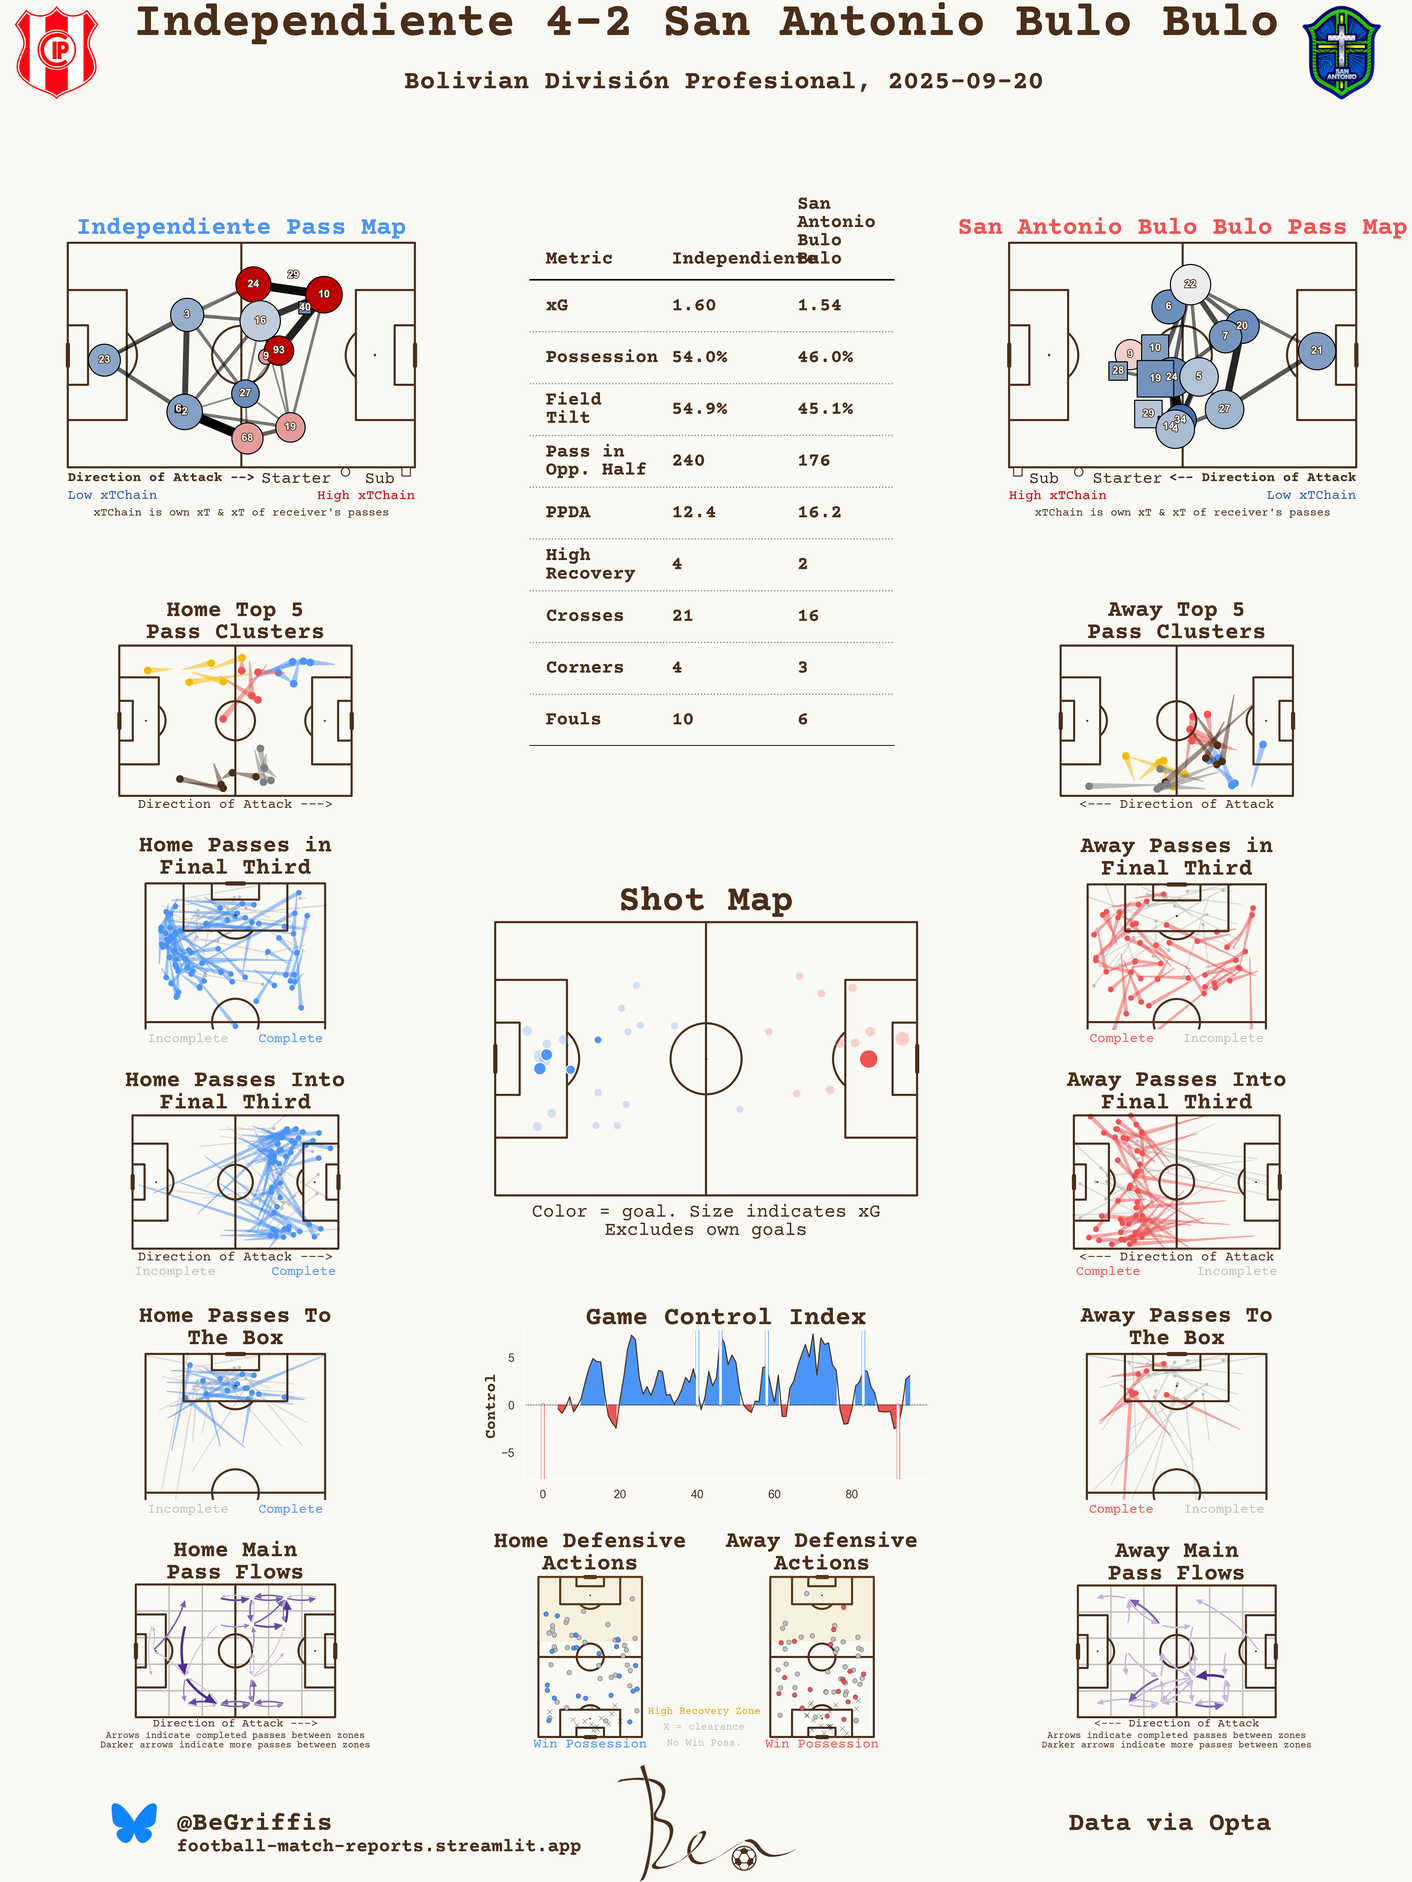 Independiente 4-2 San Antonio Bulo Bulo
Bolivian División Profesional, 2025-09-20
IP
SAN
ANTONIO
Independiente Pass Map
24
29
10
40
3
16
93
9
23
27
6
2
19
68
Direction of Attack --> Starter Sub
Low xTChain High xTChain
xTChain is own xT & xT of receiver's passes
Metric Independiente San Antonio Bulo Bulo
xG 1.60 1.54
Possession 54.0% 46.0%
Field Tilt 54.9% 45.1%
Pass in Opp. Half 240 176
PPDA 12.4 16.2
High Recovery 4 2
Crosses 21 16
Corners 4 3
Fouls 10 6
San Antonio Bulo Bulo Pass Map
22
6
20
7
10
9
21
28
19
24
5
29
27
34
14
4
Sub Starter <-- Direction of Attack
High xTChain Low xTChain
xTChain is own xT & xT of receiver's passes
Home Top 5
Pass Clusters
Direction of Attack --->
Away Top 5
Pass Clusters
<--- Direction of Attack
Home Passes in
Final Third
Incomplete Complete
Away Passes in
Final Third
Complete Incomplete
Shot Map
Color = goal. Size indicates xG
Excludes own goals
Home Passes Into
Final Third
Direction of Attack --->
Incomplete Complete
Away Passes Into
Final Third
<--- Direction of Attack
Complete Incomplete
Home Passes To
The Box
Incomplete Complete
Game Control Index
Control
5
0
−5
0 20 40 60 80
Away Passes To
The Box
Complete Incomplete
Home Main
Pass Flows
Direction of Attack --->
Arrows indicate completed passes between zones
Darker arrows indicate more passes between zones
Home Defensive
Actions
Win Possession
High Recovery Zone
X = clearance
No Win Poss.
Away Defensive
Actions
Win Possession
Away Main
Pass Flows
<--- Direction of Attack
Arrows indicate completed passes between zones
Darker arrows indicate more passes between zones
@BeGriffis
football-match-reports.streamlit.app
Ben
Data via Opta